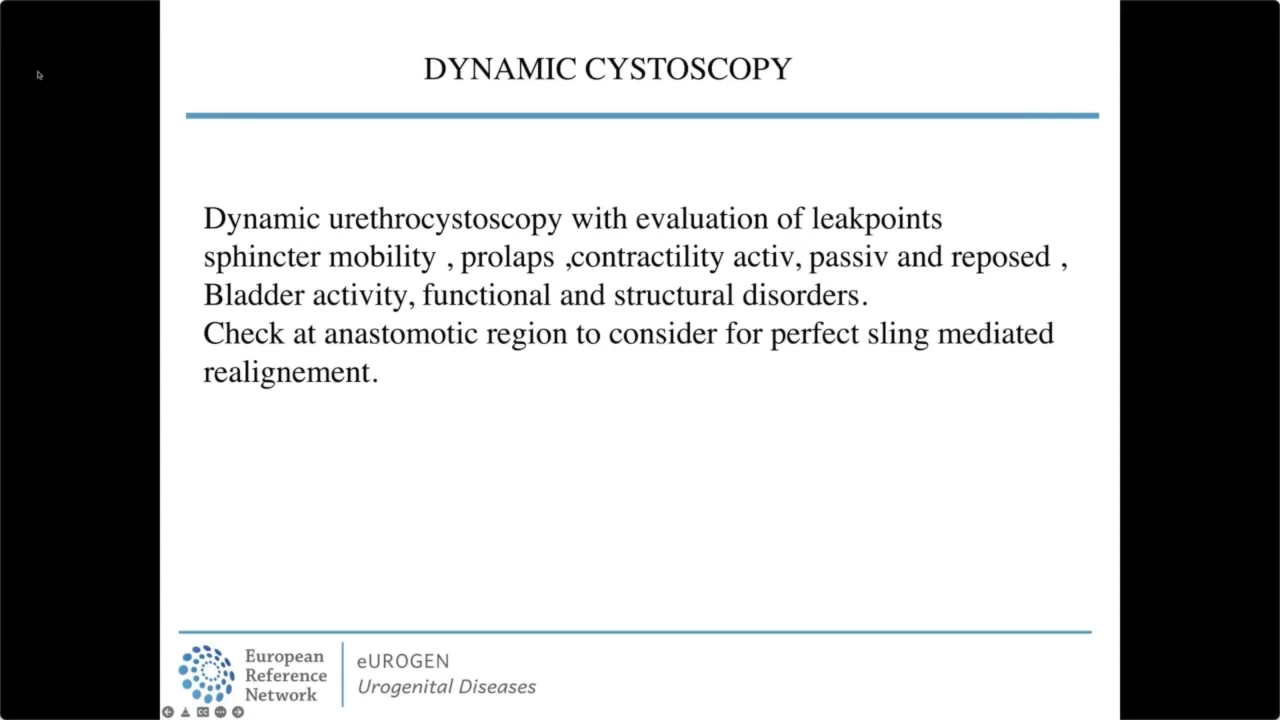 DYNAMIC CYSTOSCOPY
Dynamic urethrocystoscopy with evaluation of leakpoints
sphincter mobility , prolaps ,contractility activ, passiv and reposed ,
Bladder activity, functional and structural disorders.
Check at anastomotic region to consider for perfect sling mediated
realignement.
European
Reference
Network
eUROGEN
Urogenital Diseases